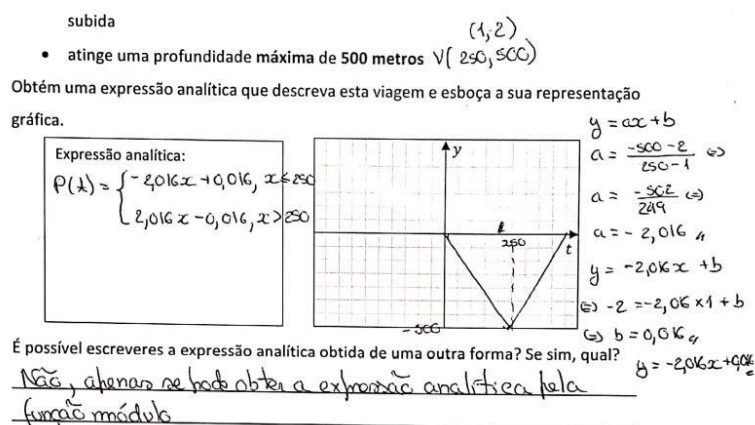 subida
(1,-2)
• atinge uma profundidade máxima de 500 metros V(250,500)
Obtém uma expressão analítica que descreva esta viagem e esboça a sua representação
gráfica.
Expressão analítica:
P(t) = { -2,016x + 0,016, x ≤ 250
2,016x - 0,016, x > 250
y
250
t
-500
y = ax + b
a = -500 - 2 / 250 - 1 (=)
a = -502 / 249 (=)
a = -2,016 //
y = -2,016x + b
(=) -2 = -2,016 × 1 + b
(=) b = 0,016 //
y = -2,016x + 0,016
É possível escreveres a expressão analítica obtida de uma outra forma? Se sim, qual?
Não, apenas se pode obter a expressão analítica pela
função módulo